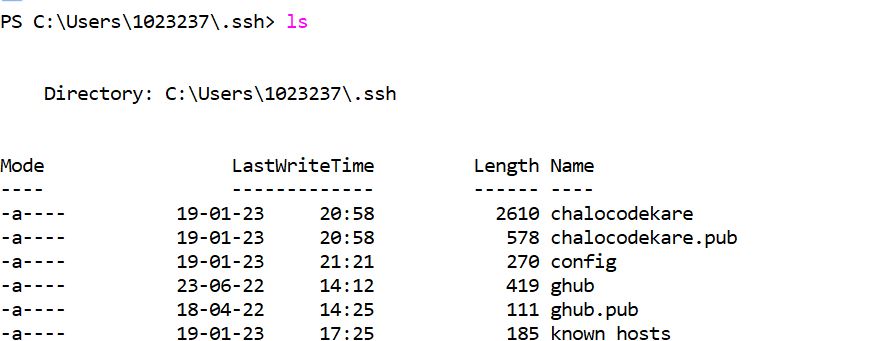 PS C:\Users\1023237\.ssh> ls
Directory: C:\Users\1023237\.ssh
Mode LastWriteTime Length Name
---- ------------- ------ ----
-a---- 19-01-23 20:58 2610 chalocodekare
-a---- 19-01-23 20:58 578 chalocodekare.pub
-a---- 19-01-23 21:21 270 config
-a---- 23-06-22 14:12 419 ghub
-a---- 18-04-22 14:25 111 ghub.pub
-a---- 19-01-23 17:25 185 known_hosts